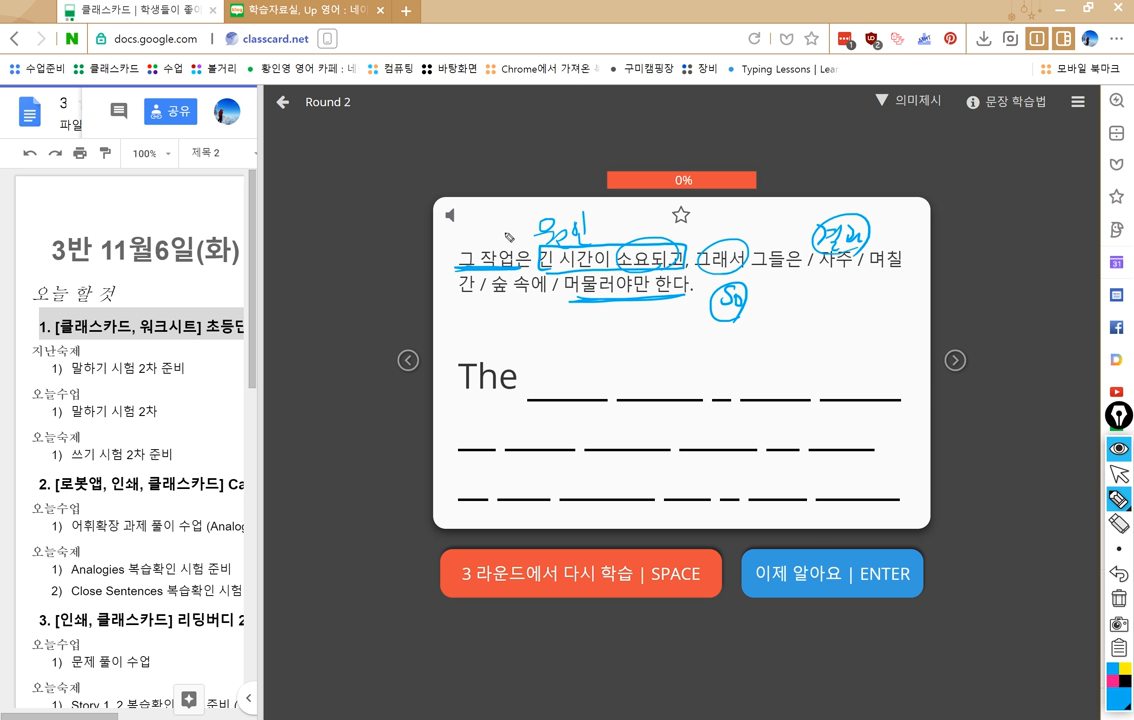 클래스카드 | 학생들이 좋아
학습자료실, Up 영어 : 네이
docs.google.com | classcard.net
수업준비 클래스카드 수업 볼거리 황인영 영어 카페 : 네 컴퓨팅 바탕화면 Chrome에서 가져온 구미캠핑장 장비 Typing Lessons | Lear 모바일 북마크
3
파일
공유
100% 제목 2
3반 11월6일(화)
오늘 할 것
1. [클래스카드, 워크시트] 초등단
지난숙제
1) 말하기 시험 2차 준비
오늘수업
1) 말하기 시험 2차
오늘숙제
1) 쓰기 시험 2차 준비
2. [로봇앱, 인쇄, 클래스카드] Ca
오늘수업
1) 어휘확장 과제 풀이 수업 (Analog
오늘숙제
1) Analogies 복습확인 시험 준비
2) Close Sentences 복습확인 시험
3. [인쇄, 클래스카드] 리딩버디 2
오늘수업
1) 문제 풀이 수업
오늘숙제
1) Story 1, 2 복습확인 준비 (
Round 2
의미제시 문장 학습법
0%
원인 결과
그 작업은 긴 시간이 소요되고, 그래서 그들은 / 자주 / 며칠
간 / 숲 속에 / 머물러야만 한다.
So
The
3 라운드에서 다시 학습 | SPACE
이제 알아요 | ENTER